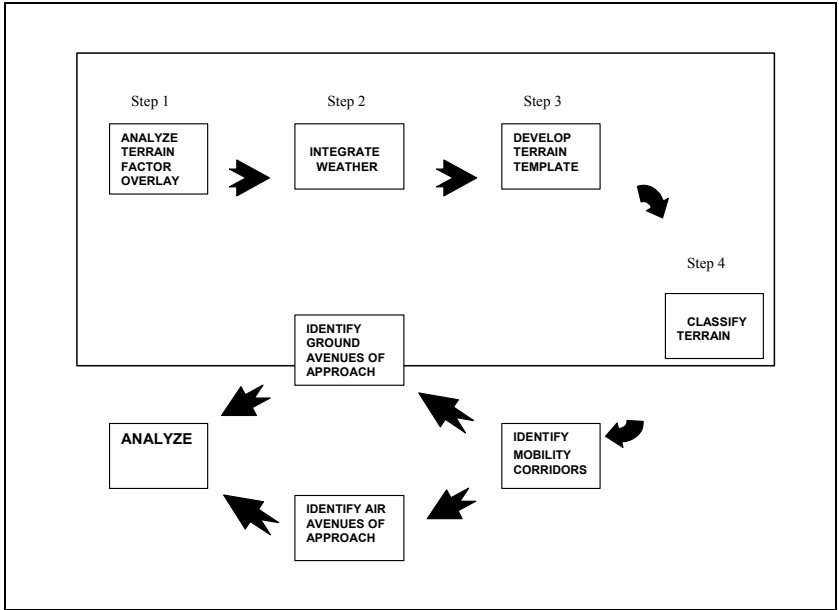 Step 1
Step 2
Step 3
ANALYZE
TERRAIN
FACTOR
OVERLAY
INTEGRATE
WEATHER
DEVELOP
TERRAIN
TEMPLATE
Step 4
CLASSIFY
TERRAIN
IDENTIFY
GROUND
AVENUES OF
APPROACH
ANALYZE
IDENTIFY
MOBILITY
CORRIDORS
IDENTIFY AIR
AVENUES OF
APPROACH